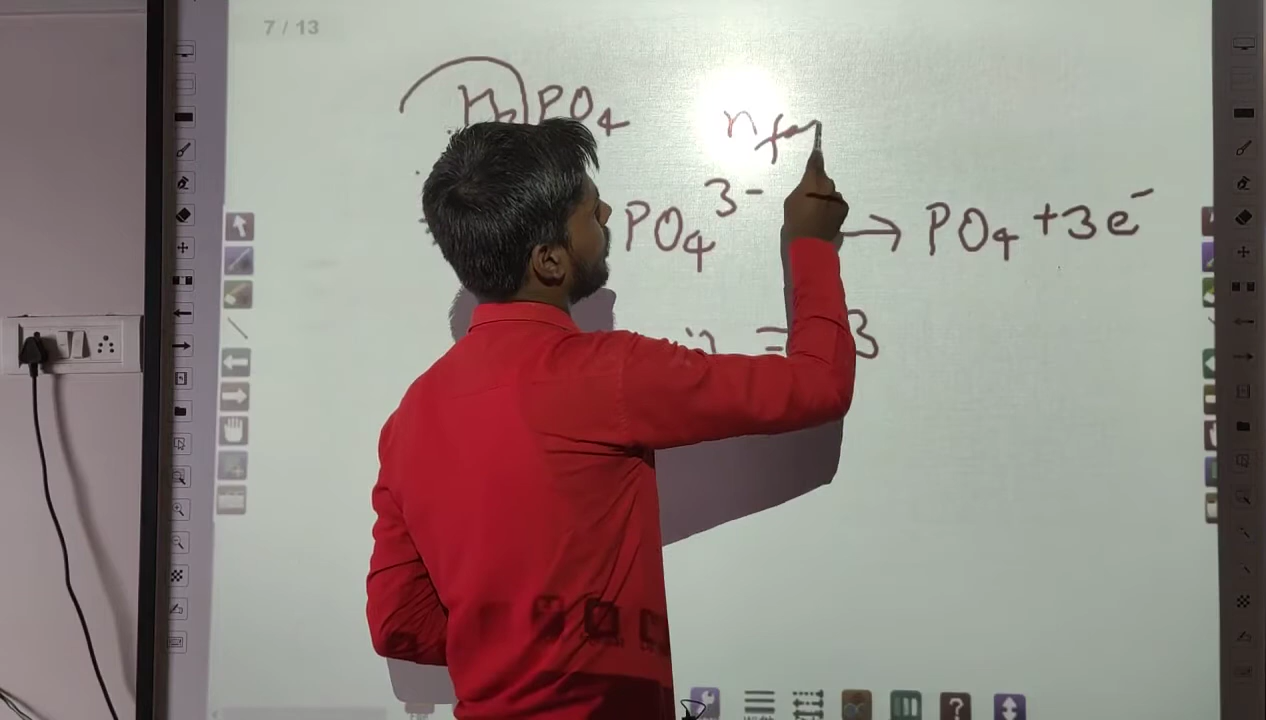 7 / 13
PO4 n
PO4 3- → PO4 + 3e-
= 3